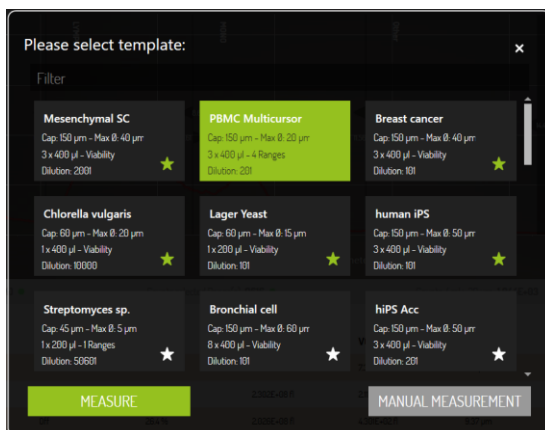 Please select template:
×
Filter
Mesenchymal SC
Cap: 150 µm - Max Ø: 40 µm
3 x 400 µl - Viability
Dilution: 2001
PBMC Multicursor
Cap: 150 µm - Max Ø: 20 µm
3 x 400 µl - 4 Ranges
Dilution: 201
Breast cancer
Cap: 150 µm - Max Ø: 40 µm
3 x 400 µl - Viability
Dilution: 101
Chlorella vulgaris
Cap: 60 µm - Max Ø: 20 µm
1 x 400 µl - Viability
Dilution: 10000
Lager Yeast
Cap: 60 µm - Max Ø: 15 µm
1 x 200 µl - Viability
Dilution: 101
human iPS
Cap: 150 µm - Max Ø: 50 µm
3 x 400 µl - Viability
Dilution: 101
Streptomyces sp.
Cap: 45 µm - Max Ø: 5 µm
1 x 200 µl - 1 Ranges
Dilution: 50601
Bronchial cell
Cap: 150 µm - Max Ø: 60 µm
8 x 400 µl - Viability
Dilution: 101
hiPS Acc
Cap: 150 µm - Max Ø: 50 µm
3 x 400 µl - Viability
Dilution: 201
MEASURE
MANUAL MEASUREMENT